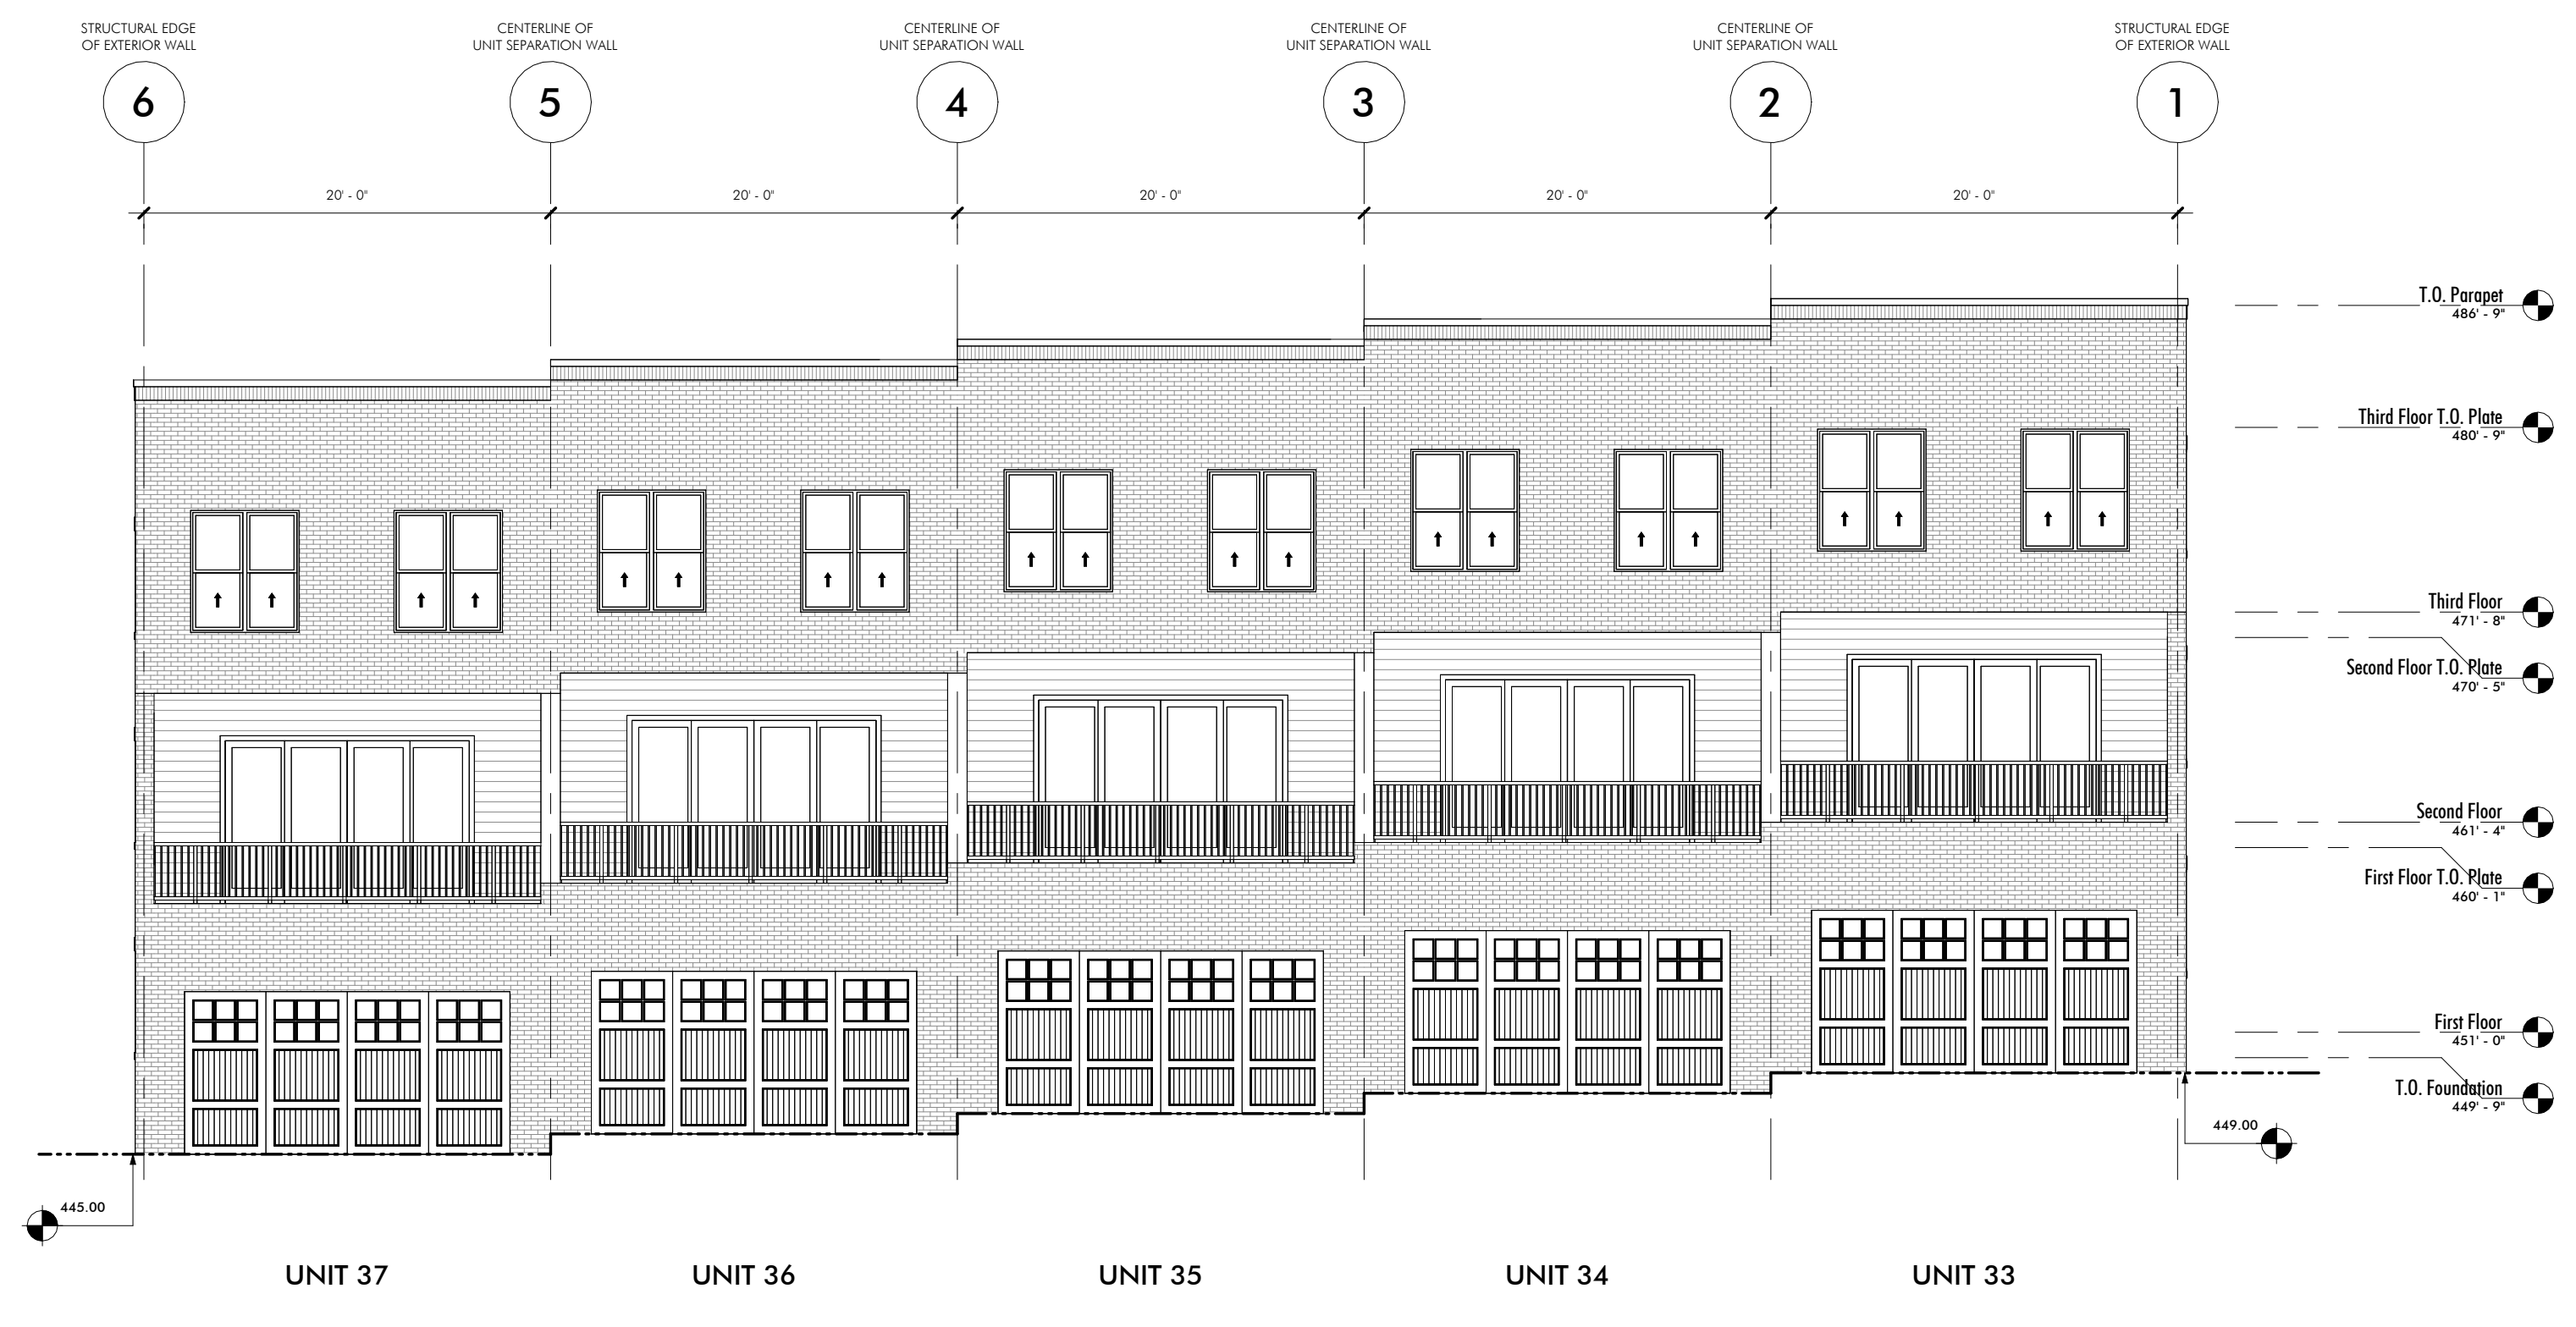 STRUCTURAL EDGE
OF EXTERIOR WALL
CENTERLINE OF
UNIT SEPARATION WALL
CENTERLINE OF
UNIT SEPARATION WALL
CENTERLINE OF
UNIT SEPARATION WALL
CENTERLINE OF
UNIT SEPARATION WALL
STRUCTURAL EDGE
OF EXTERIOR WALL
6
5
4
3
2
1
20' - 0"
20' - 0"
20' - 0"
20' - 0"
20' - 0"
T.O. Parapet
486' - 9"
Third Floor T.O. Plate
480' - 9"
Third Floor
471' - 8"
Second Floor T.O. Plate
470' - 5"
Second Floor
461' - 4"
First Floor T.O. Plate
460' - 1"
First Floor
451' - 0"
T.O. Foundation
449' - 9"
449.00
445.00
UNIT 37
UNIT 36
UNIT 35
UNIT 34
UNIT 33